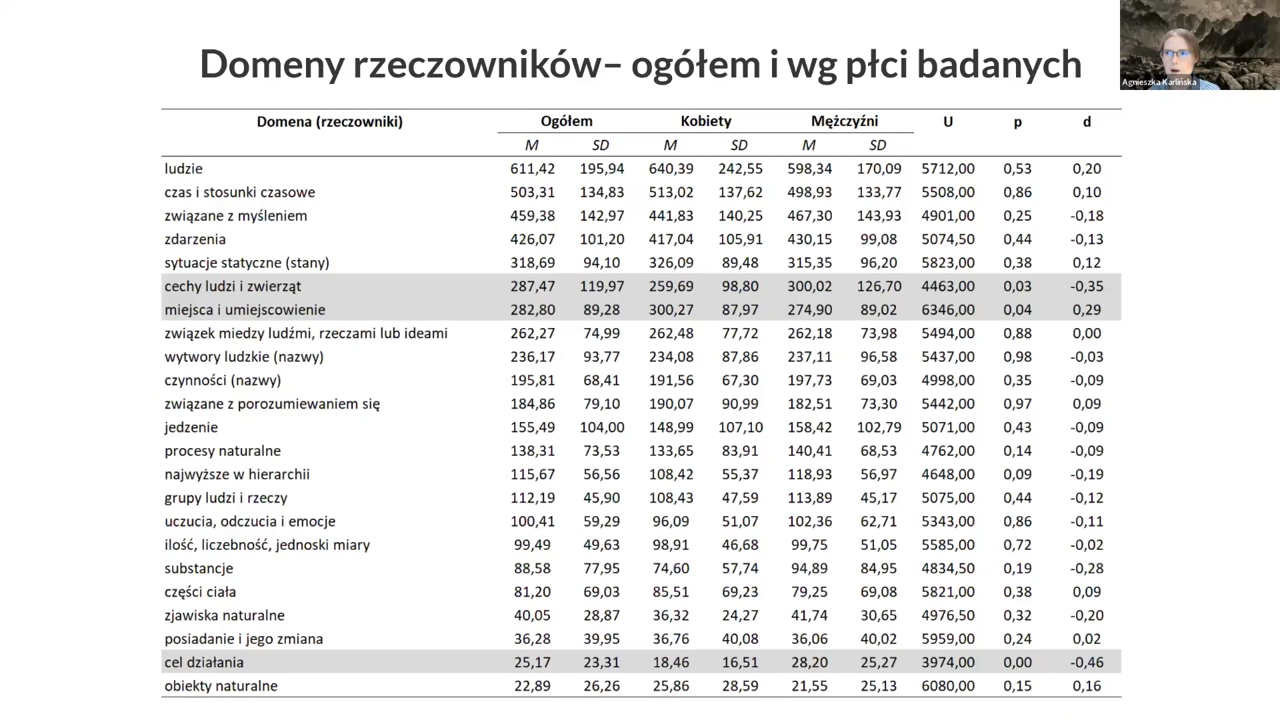 Domeny rzeczowników– ogółem i wg płci badanych
Agnieszka Karlińska
Domena (rzeczowniki) Ogółem Kobiety Mężczyźni U p d
M SD M SD M SD
ludzie 611,42 195,94 640,39 242,55 598,34 170,09 5712,00 0,53 0,20
czas i stosunki czasowe 503,31 134,83 513,02 137,62 498,93 133,77 5508,00 0,86 0,10
związane z myśleniem 459,38 142,97 441,83 140,25 467,30 143,93 4901,00 0,25 -0,18
zdarzenia 426,07 101,20 417,04 105,91 430,15 99,08 5074,50 0,44 -0,13
sytuacje statyczne (stany) 318,69 94,10 326,09 89,48 315,35 96,20 5823,00 0,38 0,12
cechy ludzi i zwierząt 287,47 119,97 259,69 98,80 300,02 126,70 4463,00 0,03 -0,35
miejsca i umiejscowienie 282,80 89,28 300,27 87,97 274,90 89,02 6346,00 0,04 0,29
związek miedzy ludźmi, rzeczami lub ideami 262,27 74,99 262,48 77,72 262,18 73,98 5494,00 0,88 0,00
wytwory ludzkie (nazwy) 236,17 93,77 234,08 87,86 237,11 96,58 5437,00 0,98 -0,03
czynności (nazwy) 195,81 68,41 191,56 67,30 197,73 69,03 4998,00 0,35 -0,09
związane z porozumiewaniem się 184,86 79,10 190,07 90,99 182,51 73,30 5442,00 0,97 0,09
jedzenie 155,49 104,00 148,99 107,10 158,42 102,79 5071,00 0,43 -0,09
procesy naturalne 138,31 73,53 133,65 83,91 140,41 68,53 4762,00 0,14 -0,09
najwyższe w hierarchii 115,67 56,56 108,42 55,37 118,93 56,97 4648,00 0,09 -0,19
grupy ludzi i rzeczy 112,19 45,90 108,43 47,59 113,89 45,17 5075,00 0,44 -0,12
uczucia, odczucia i emocje 100,41 59,29 96,09 51,07 102,36 62,71 5343,00 0,86 -0,11
ilość, liczebność, jednoski miary 99,49 49,63 98,91 46,68 99,75 51,05 5585,00 0,72 -0,02
substancje 88,58 77,95 74,60 57,74 94,89 84,95 4834,50 0,19 -0,28
części ciała 81,20 69,03 85,51 69,23 79,25 69,08 5821,00 0,38 0,09
zjawiska naturalne 40,05 28,87 36,32 24,27 41,74 30,65 4976,50 0,32 -0,20
posiadanie i jego zmiana 36,28 39,95 36,76 40,08 36,06 40,02 5959,00 0,24 0,02
cel działania 25,17 23,31 18,46 16,51 28,20 25,27 3974,00 0,00 -0,46
obiekty naturalne 22,89 26,26 25,86 28,59 21,55 25,13 6080,00 0,15 0,16